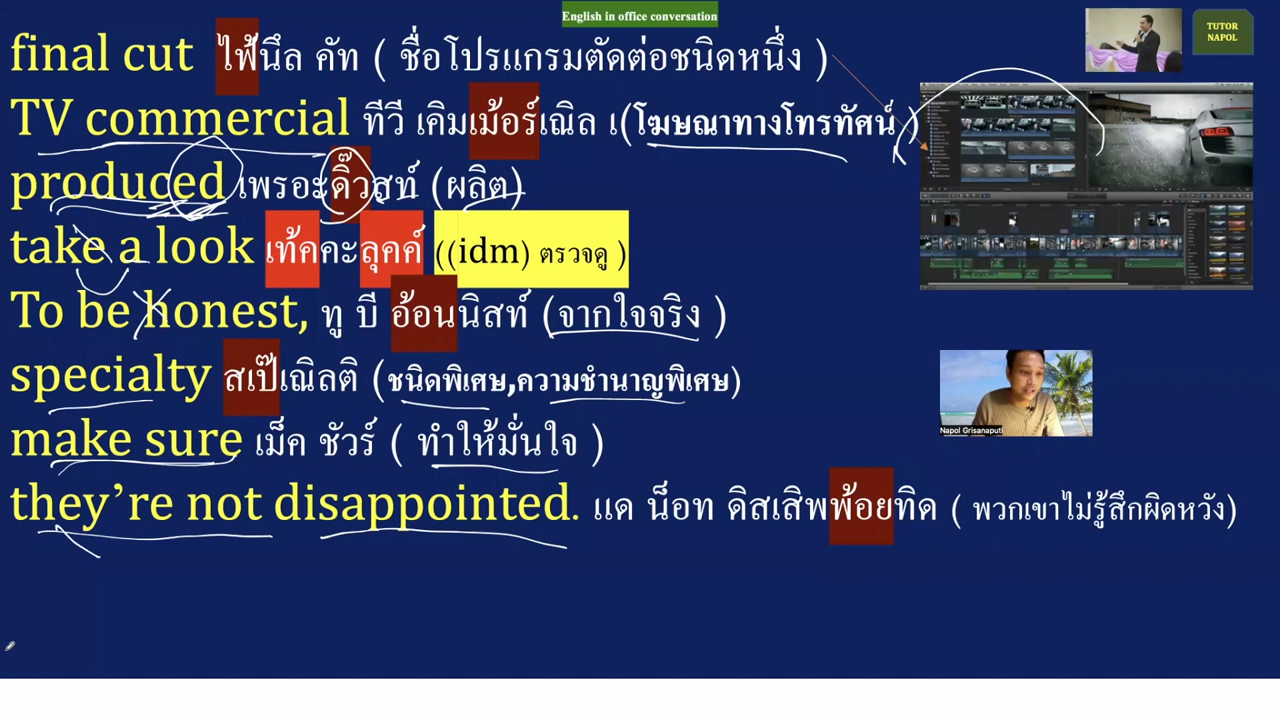 English in office conversation
TUTOR
NAPOL
final cut ไฟ้นึล คัท ( ชื่อโปรแกรมตัดต่อชนิดหนึ่ง )
TV commercial ทีวี เคิมเม้อร์เณิล เ(โฆษณาทางโทรทัศน์ )
produced เพรอะดิ๊วสฺท์ (ผลิต)
take a look เท้คคะลุคค์ ((idm) ตรวจดู )
To be honest, ทู บี อ้อนนิสท์ (จากใจจริง )
specialty สเป๊เณิลติ (ชนิดพิเศษ,ความชำนาญพิเศษ)
make sure เม็ค ชัวร์ ( ทำให้มั่นใจ )
they’re not disappointed. แด น็อท ดิสเสิพพ้อยทิด ( พวกเขาไม่รู้สึกผิดหวัง)
Napol Grisanaputi